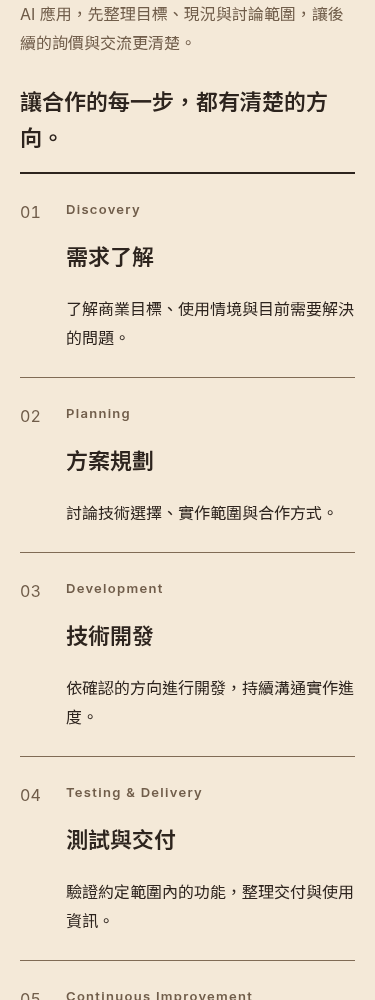 AI 應用，先整理目標、現況與討論範圍，讓後
續的詢價與交流更清楚。
讓合作的每一步，都有清楚的方
向。
01 Discovery
需求了解
了解商業目標、使用情境與目前需要解決
的問題。
02 Planning
方案規劃
討論技術選擇、實作範圍與合作方式。
03 Development
技術開發
依確認的方向進行開發，持續溝通實作進
度。
04 Testing & Delivery
測試與交付
驗證約定範圍內的功能，整理交付與使用
資訊。
05 Continuous Improvement